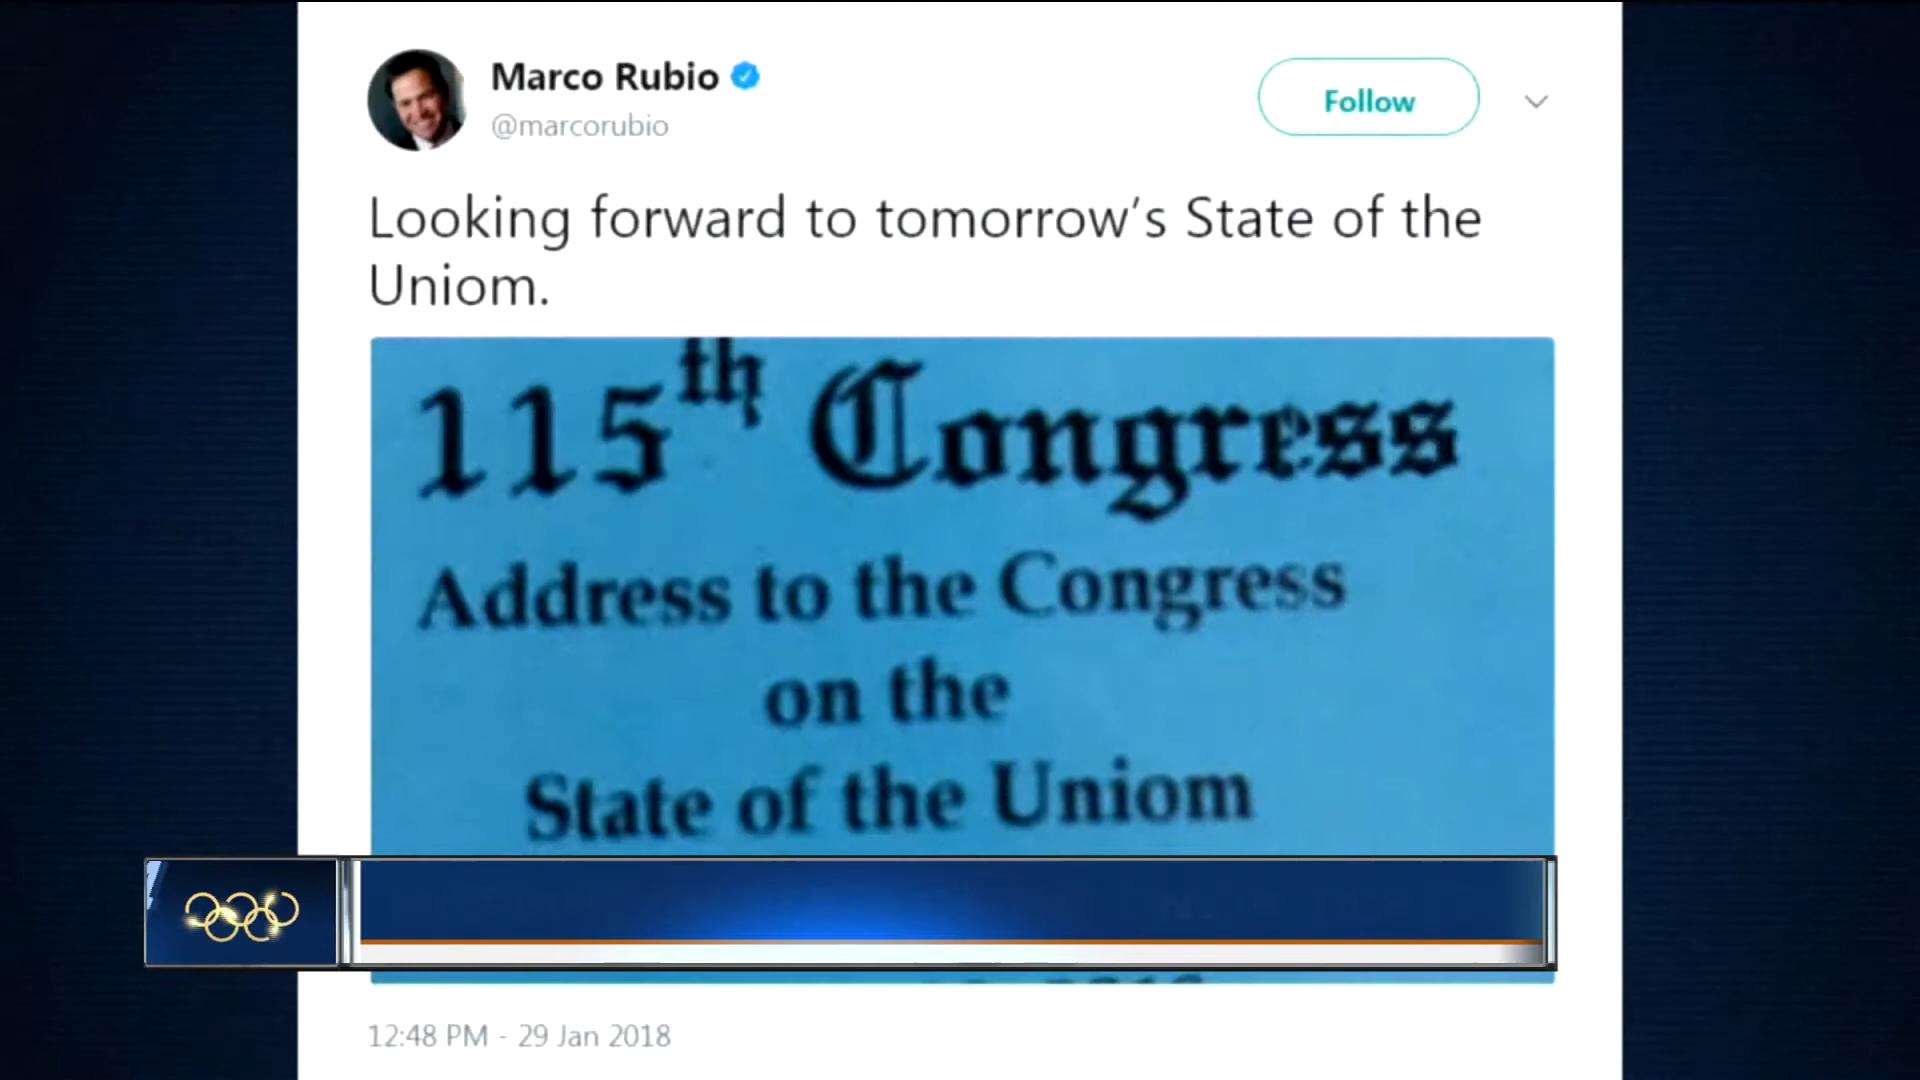 Marco Rubio
@marcorubio
Follow
Looking forward to tomorrow's State of the
Uniom.
115th Congress
Address to the Congress
on the
State of the Uniom
12:48 PM - 29 Jan 2018